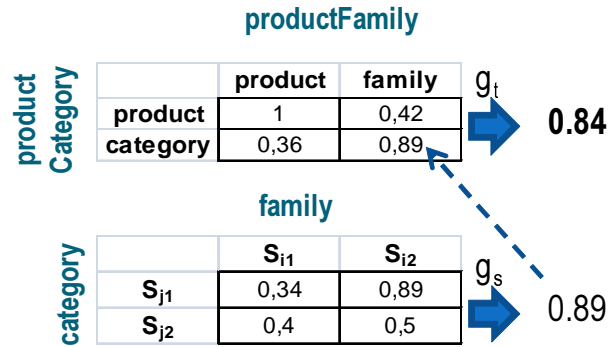 productFamily
product
Category
product family
product 1 0,42
category 0,36 0,89
gt
0.84
family
category
Si1 Si2
Sj1 0,34 0,89
Sj2 0,4 0,5
gs
0.89